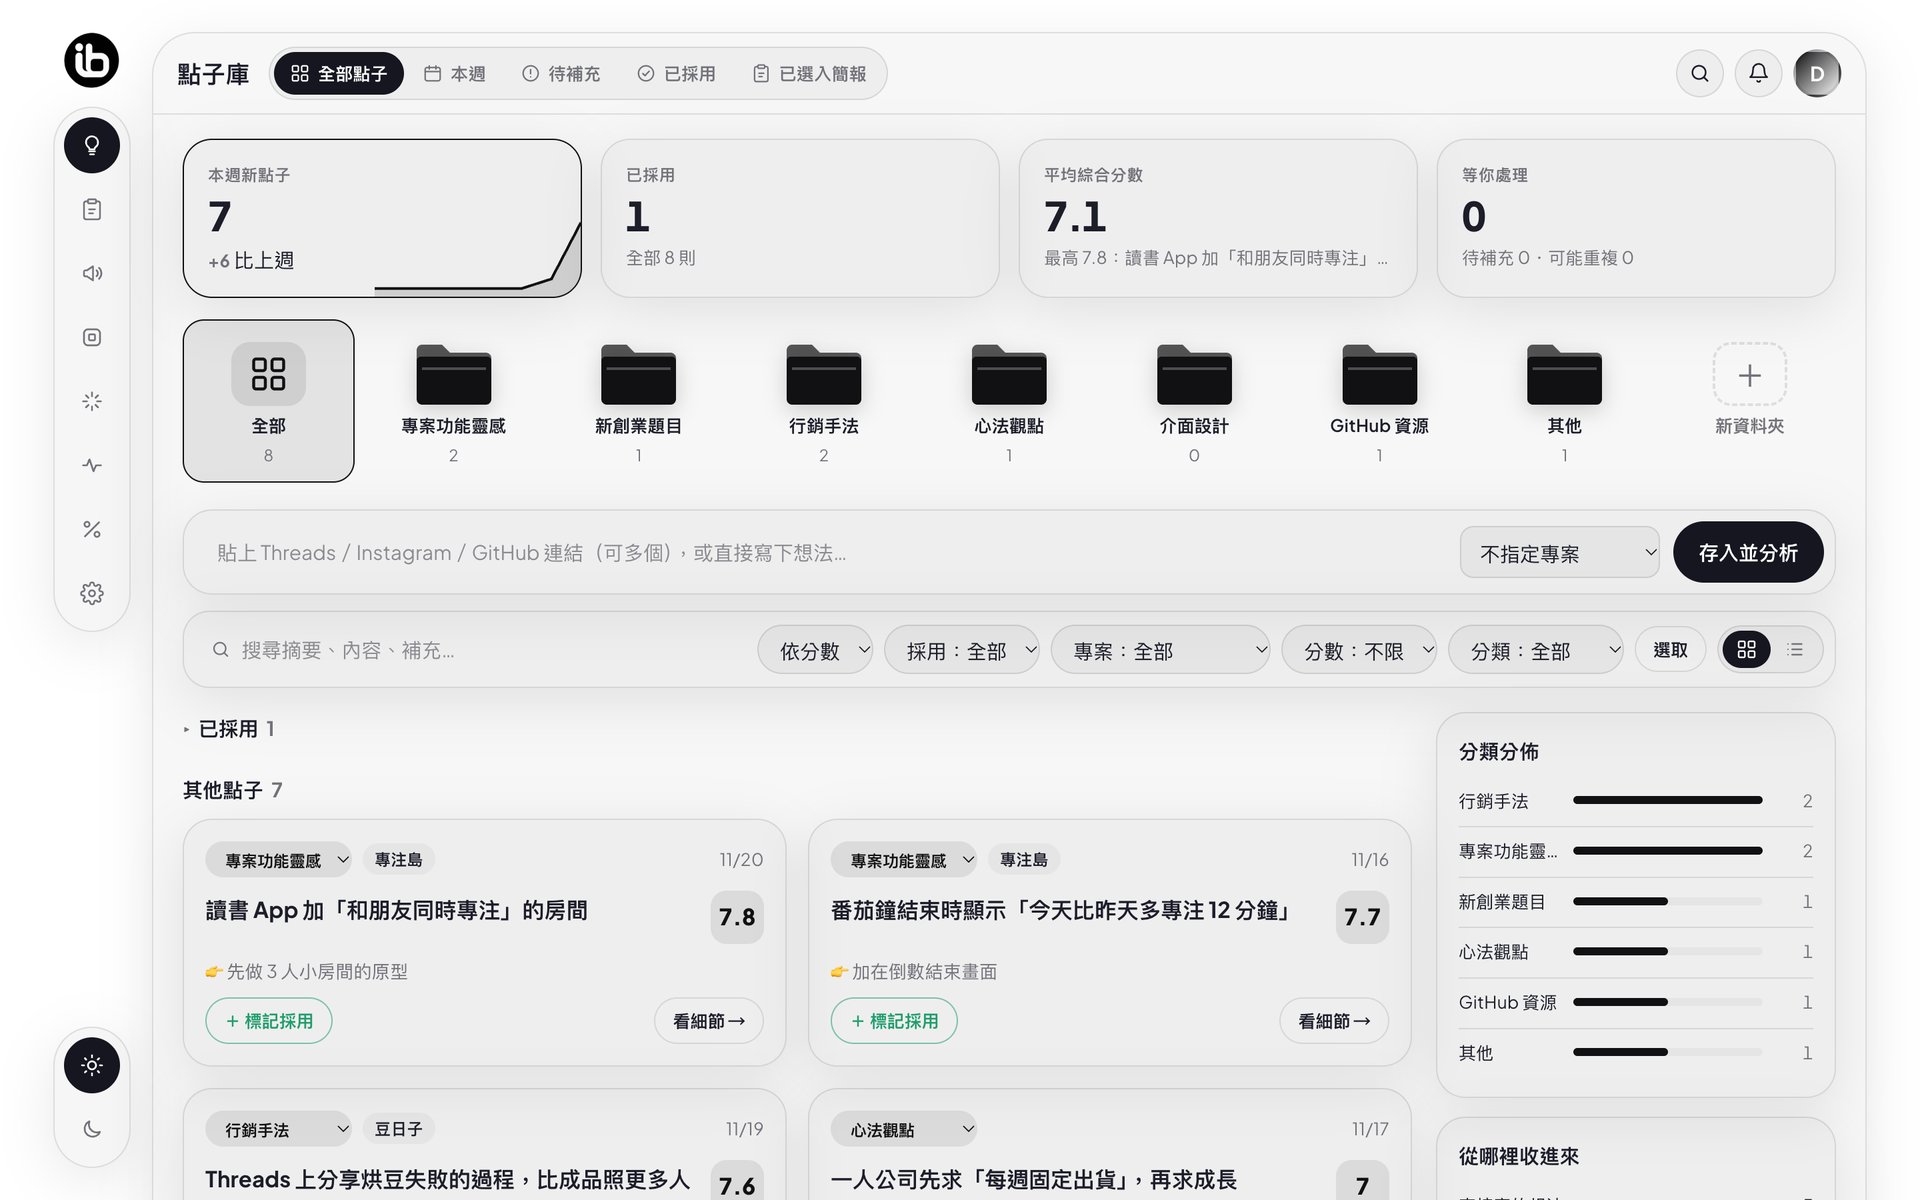 ib
點子庫
全部點子
本週
待補充
已採用
已選入簡報
D
本週新點子
7
+6 比上週
已採用
1
全部 8 則
平均綜合分數
7.1
最高 7.8：讀書 App 加「和朋友同時專注」...
等你處理
0
待補充 0 · 可能重複 0
全部
8
專案功能靈感
2
新創業題目
1
行銷手法
2
心法觀點
1
介面設計
0
GitHub 資源
1
其他
1
新資料夾
貼上 Threads / Instagram / GitHub 連結（可多個），或直接寫下想法...
不指定專案
存入並分析
搜尋摘要、內容、補充...
依分數
採用：全部
專案：全部
分數：不限
分類：全部
選取
已採用 1
其他點子 7
專案功能靈感
專注島
11/20
讀書 App 加「和朋友同時專注」的房間
7.8
👉 先做 3 人小房間的原型
+ 標記採用
看細節 →
專案功能靈感
專注島
11/16
番茄鐘結束時顯示「今天比昨天多專注 12 分鐘」
7.7
👉 加在倒數結束畫面
+ 標記採用
看細節 →
行銷手法
豆日子
11/19
Threads 上分享烘豆失敗的過程，比成品照更多人
7.6
心法觀點
11/17
一人公司先求「每週固定出貨」，再求成長
7
分類分佈
行銷手法 2
專案功能靈... 2
新創業題目 1
心法觀點 1
GitHub 資源 1
其他 1
從哪裡收進來